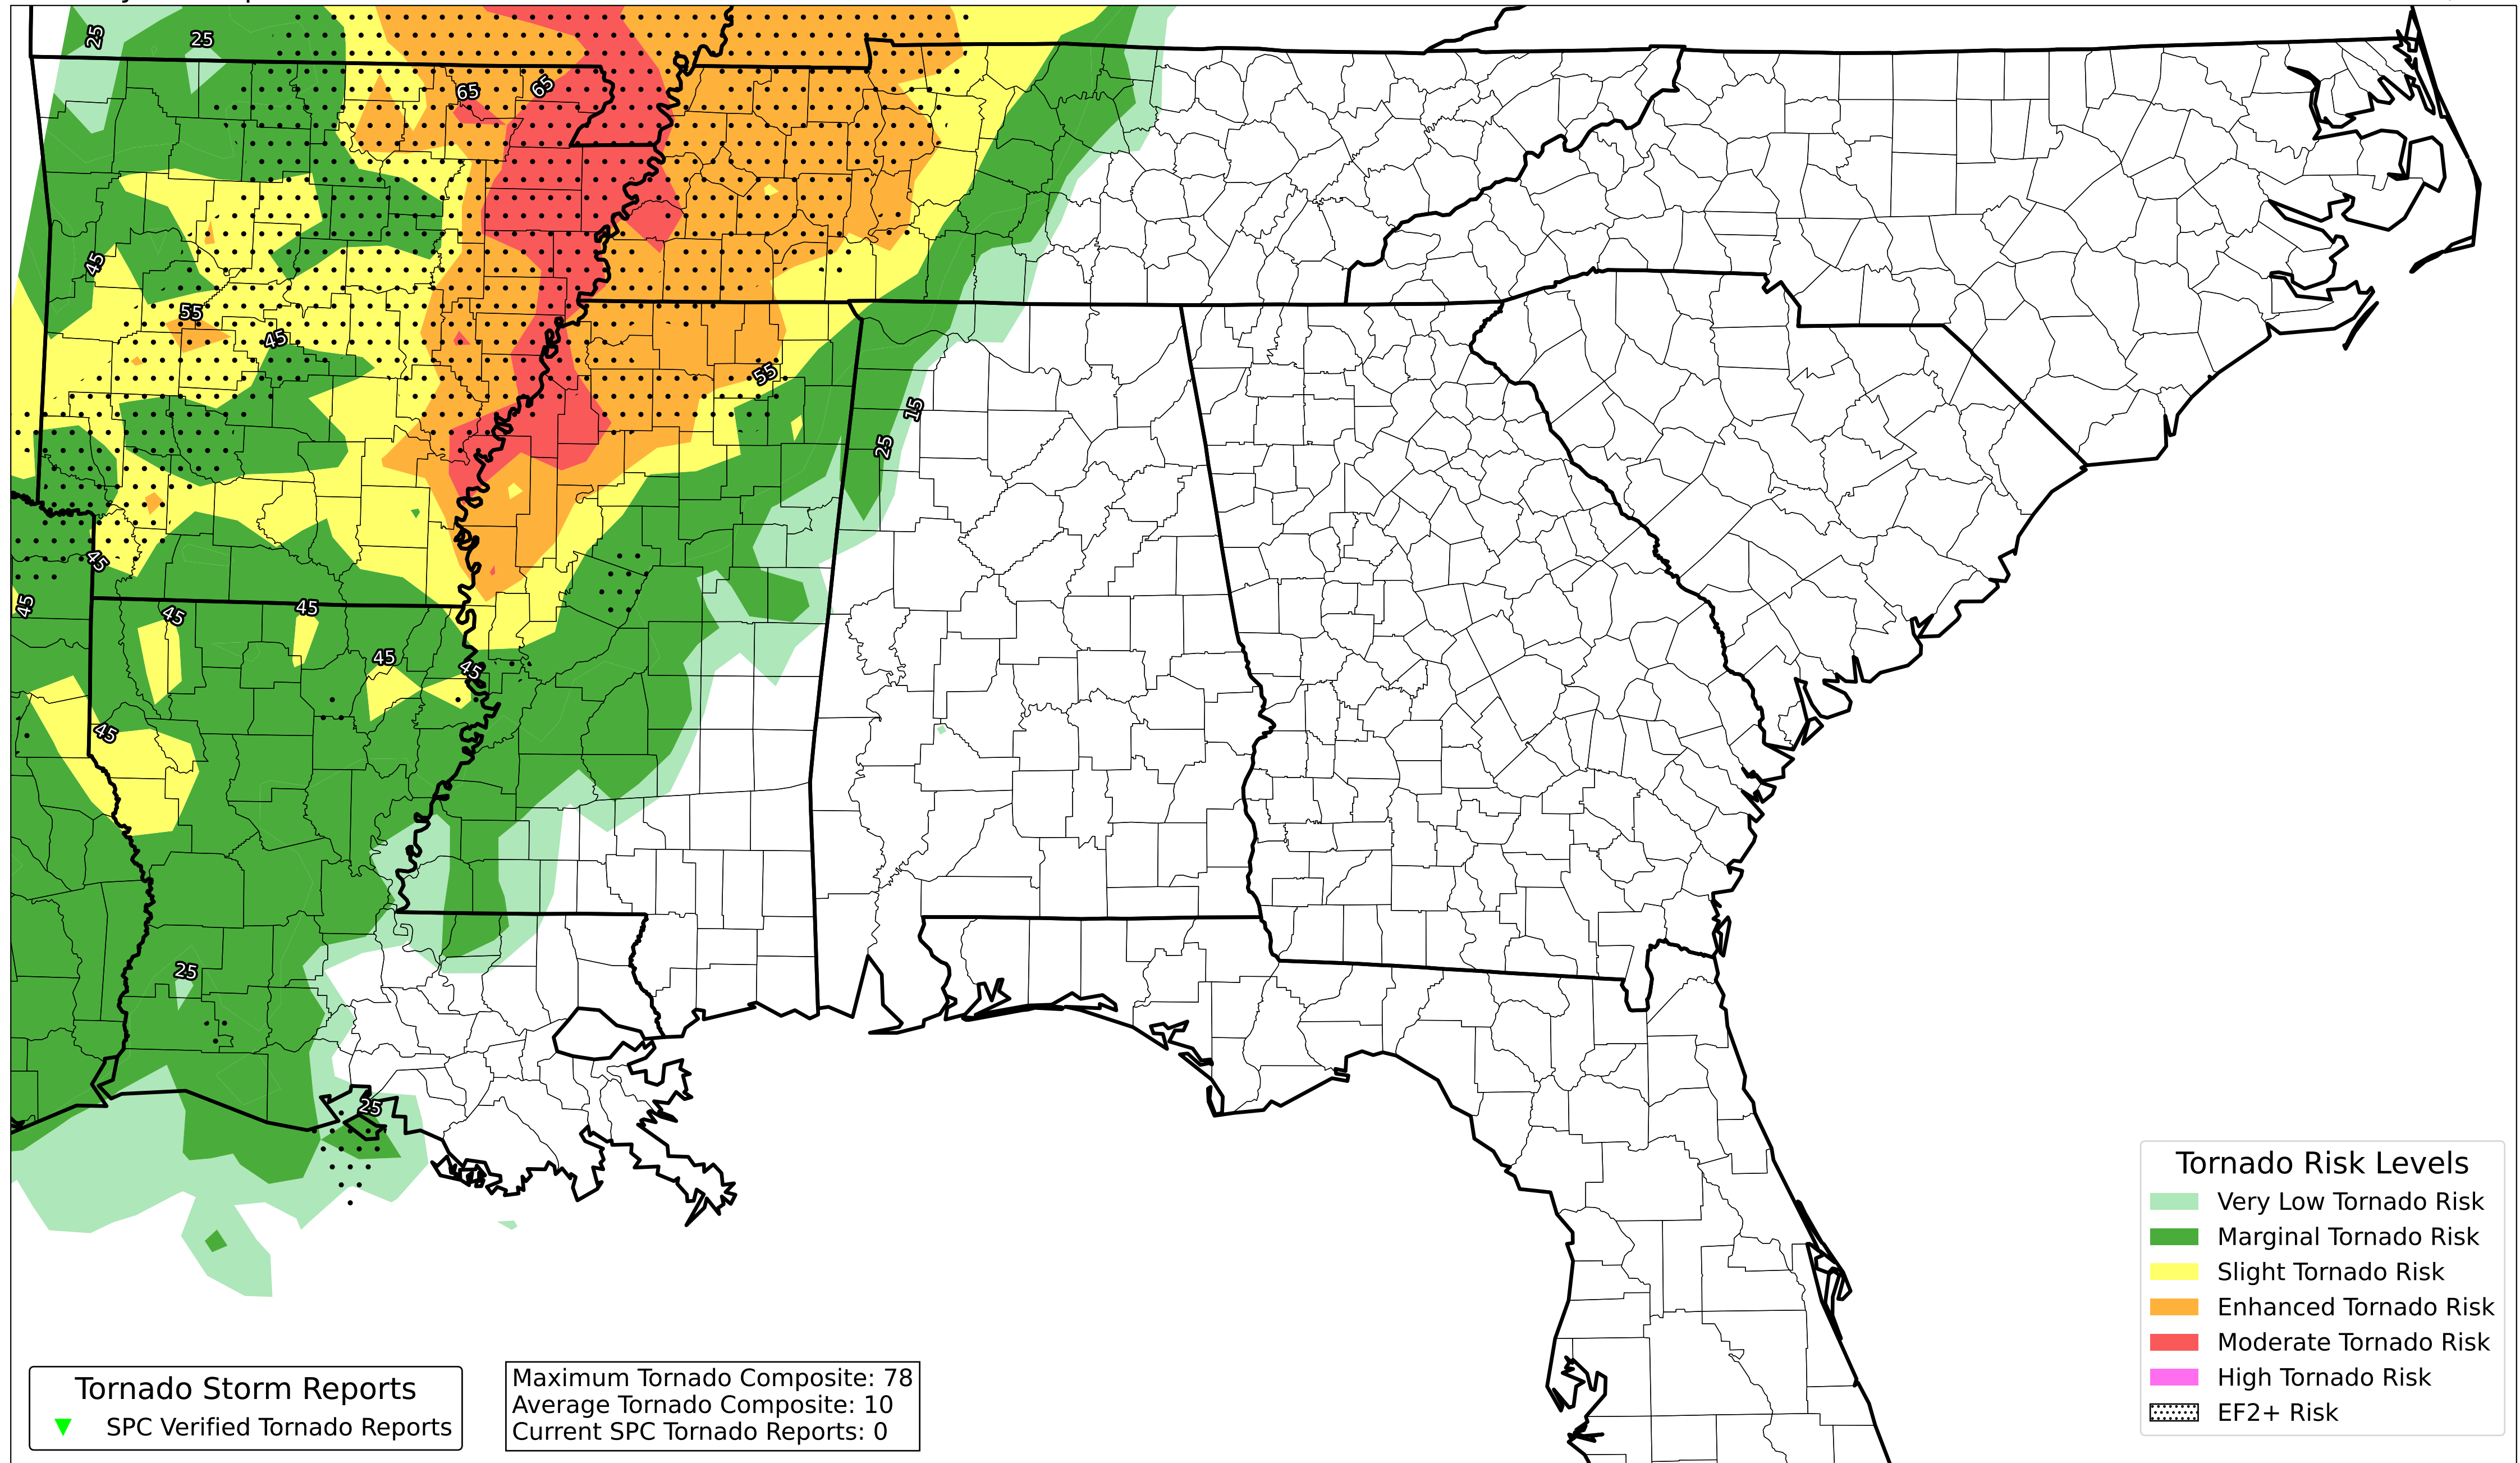 25
25
65
65
45
55
45
55
15
25
45
45
45
45
45
45
45
25
25
Tornado Risk Levels
Very Low Tornado Risk
Marginal Tornado Risk
Slight Tornado Risk
Enhanced Tornado Risk
Moderate Tornado Risk
High Tornado Risk
EF2+ Risk
Tornado Storm Reports
SPC Verified Tornado Reports
Maximum Tornado Composite: 78
Average Tornado Composite: 10
Current SPC Tornado Reports: 0